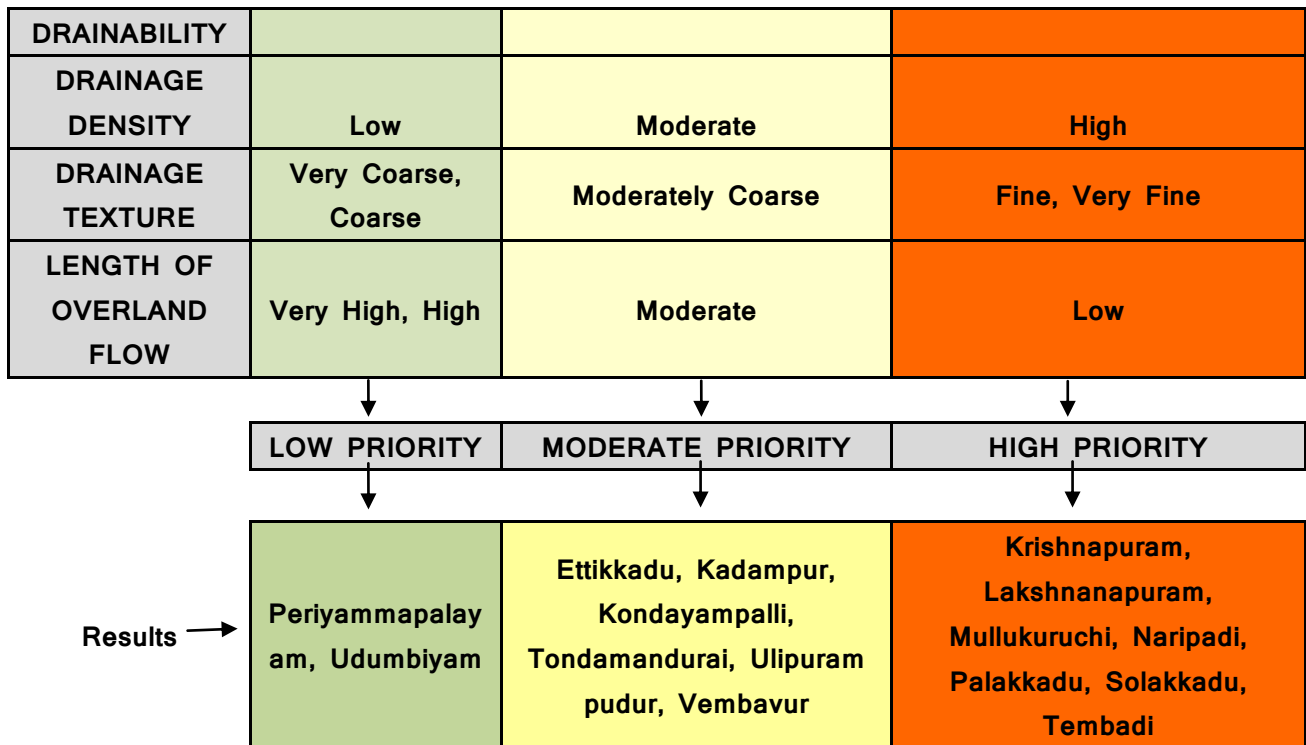 DRAINABILITY
DRAINAGE
DENSITY
Low
Moderate
High
DRAINAGE
TEXTURE
Very Coarse,
Coarse
Moderately Coarse
Fine, Very Fine
LENGTH OF
OVERLAND
FLOW
Very High, High
Moderate
Low
LOW PRIORITY
MODERATE PRIORITY
HIGH PRIORITY
Results
Periyammapalay
am, Udumbiyam
Ettikkadu, Kadampur,
Kondayampalli,
Tondamandurai, Ulipuram
pudur, Vembavur
Krishnapuram,
Lakshnanapuram,
Mullukuruchi, Naripadi,
Palakkadu, Solakkadu,
Tembadi